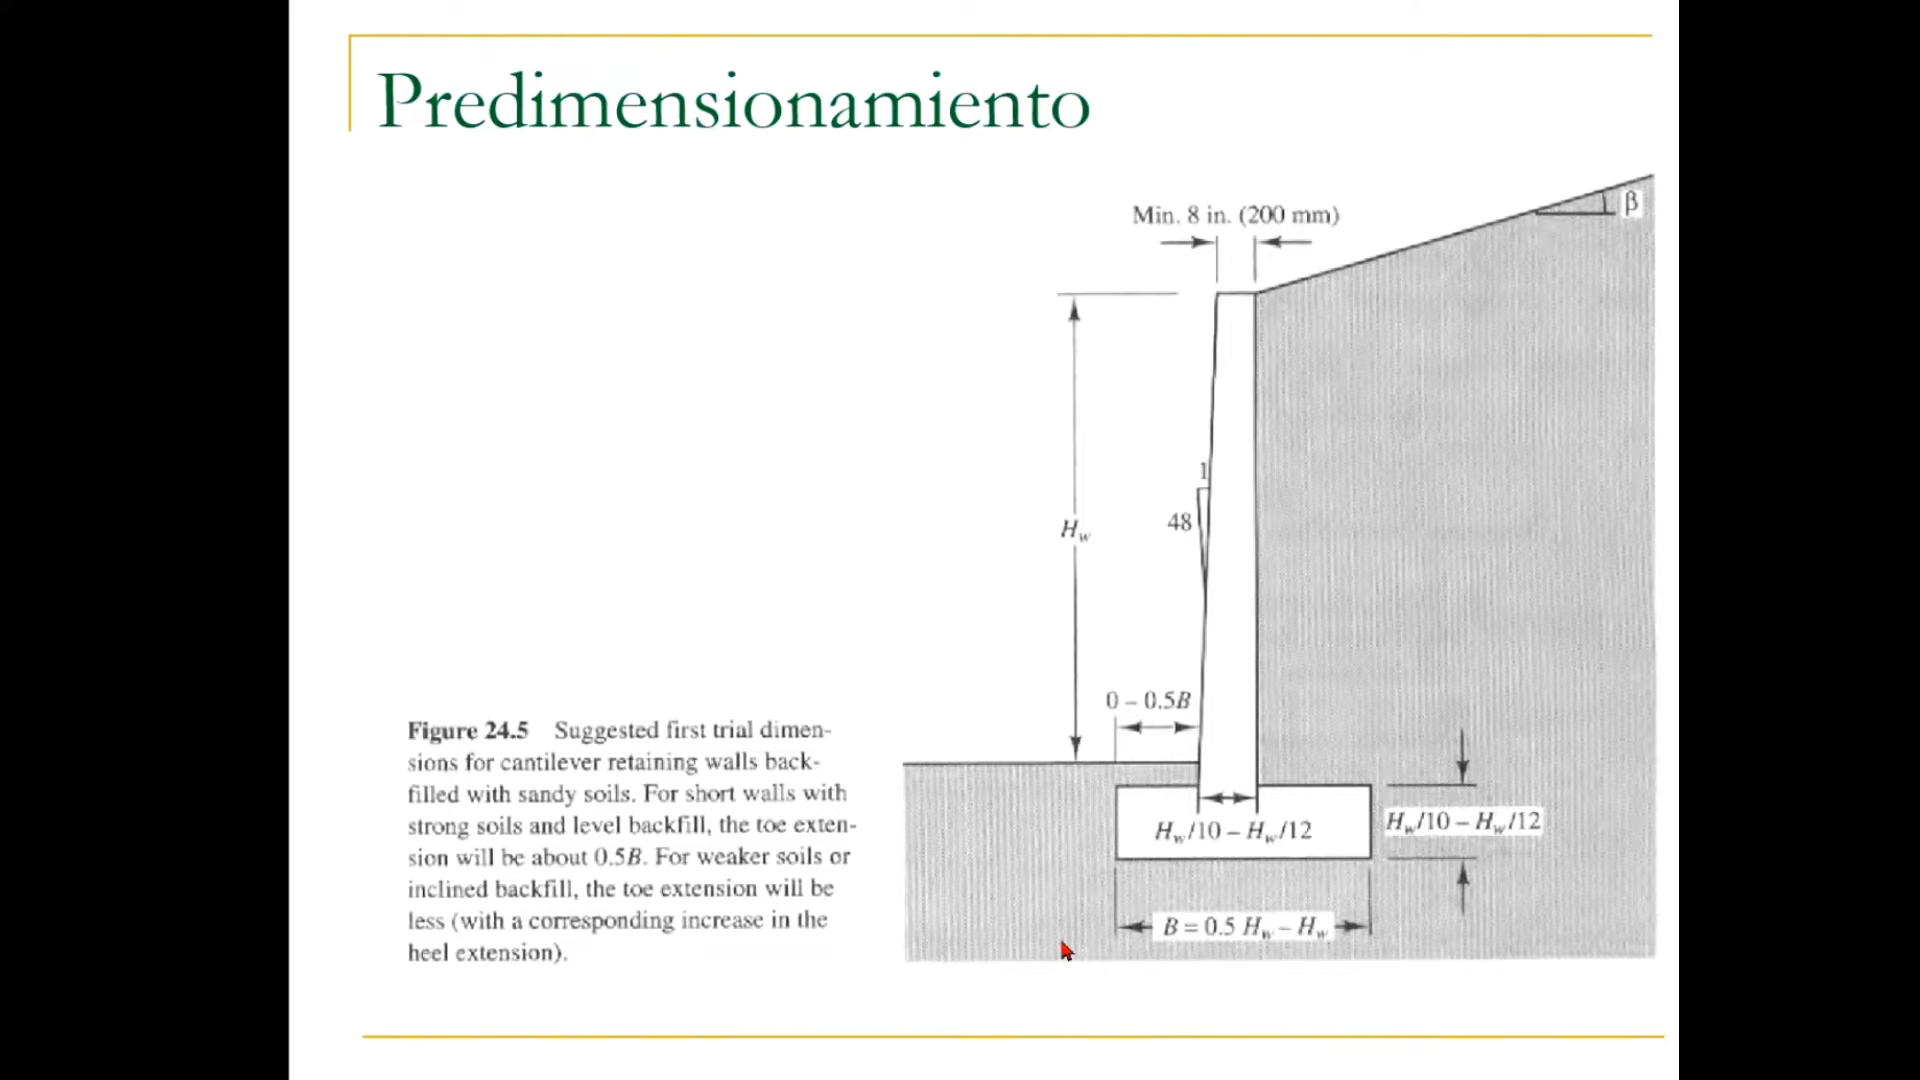 Predimensionamiento
Min. 8 in. (200 mm)
β
1
48
H_w
0 – 0.5B
H_w/10 – H_w/12
H_w/10 – H_w/12
B = 0.5 H_w – H_w
Figure 24.5 Suggested first trial dimen-
sions for cantilever retaining walls back-
filled with sandy soils. For short walls with
strong soils and level backfill, the toe exten-
sion will be about 0.5B. For weaker soils or
inclined backfill, the toe extension will be
less (with a corresponding increase in the
heel extension).